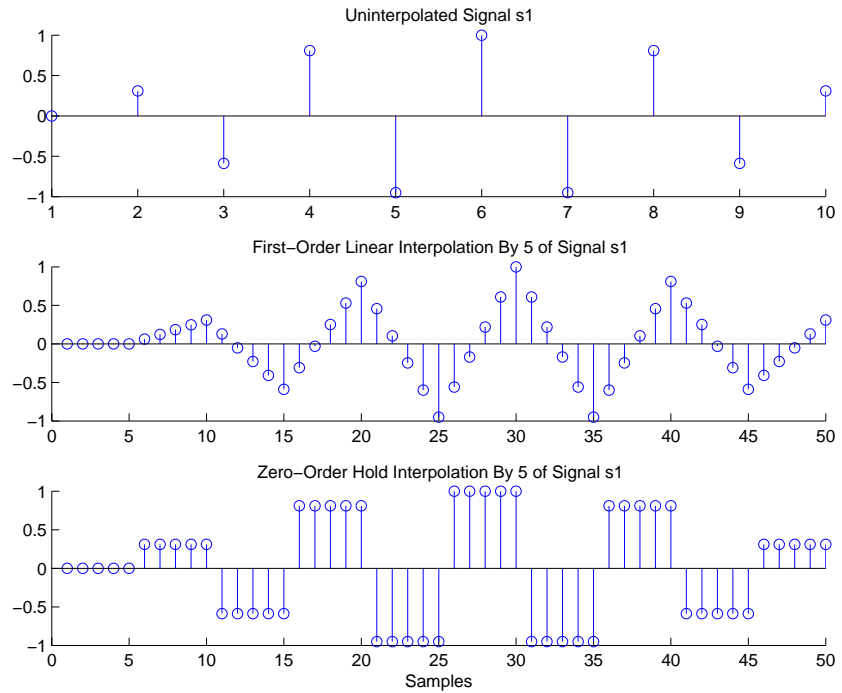 Uninterpolated Signal s1
1
0.5
0
−0.5
−1
1 2 3 4 5 6 7 8 9 10
First−Order Linear Interpolation By 5 of Signal s1
1
0.5
0
−0.5
−1
0 5 10 15 20 25 30 35 40 45 50
Zero−Order Hold Interpolation By 5 of Signal s1
1
0.5
0
−0.5
−1
0 5 10 15 20 25 30 35 40 45 50
Samples